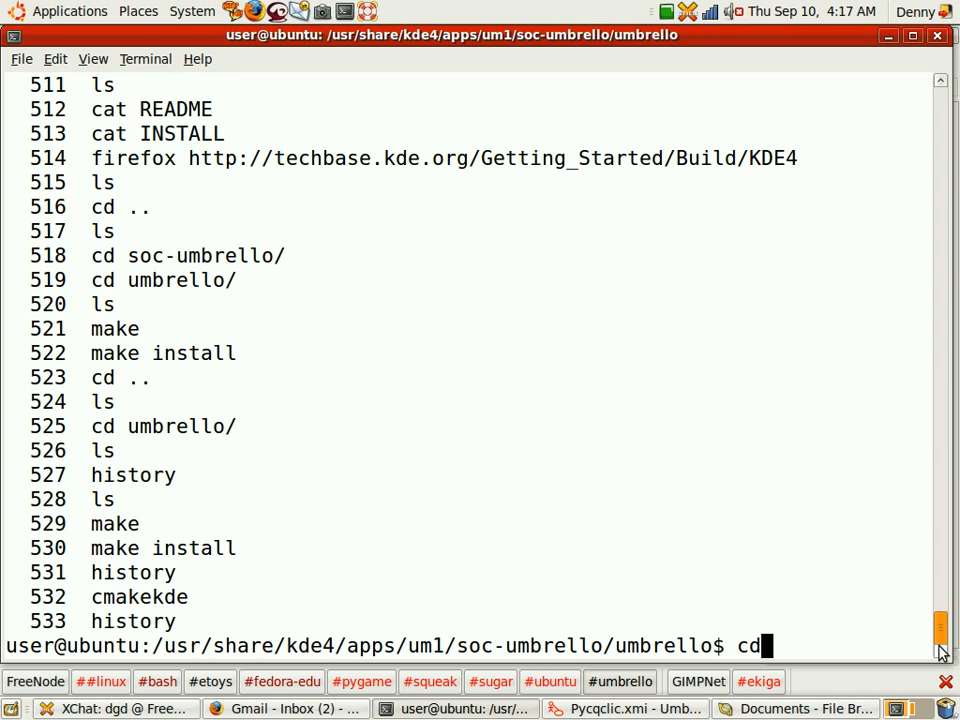 Applications Places System Thu Sep 10, 4:17 AM Denny
user@ubuntu: /usr/share/kde4/apps/um1/soc-umbrello/umbrello
File Edit View Terminal Help
511 ls
512 cat README
513 cat INSTALL
514 firefox http://techbase.kde.org/Getting_Started/Build/KDE4
515 ls
516 cd ..
517 ls
518 cd soc-umbrello/
519 cd umbrello/
520 ls
521 make
522 make install
523 cd ..
524 ls
525 cd umbrello/
526 ls
527 history
528 ls
529 make
530 make install
531 history
532 cmakekde
533 history
user@ubuntu:/usr/share/kde4/apps/um1/soc-umbrello/umbrello$ cd
FreeNode ##linux #bash #etoys #fedora-edu #pygame #squeak #sugar #ubuntu #umbrello GIMPNet #ekiga
XChat: dgd @ Free... Gmail - Inbox (2) - ... user@ubuntu: /usr/... Pycqclic.xmi - Umb... Documents - File Br...